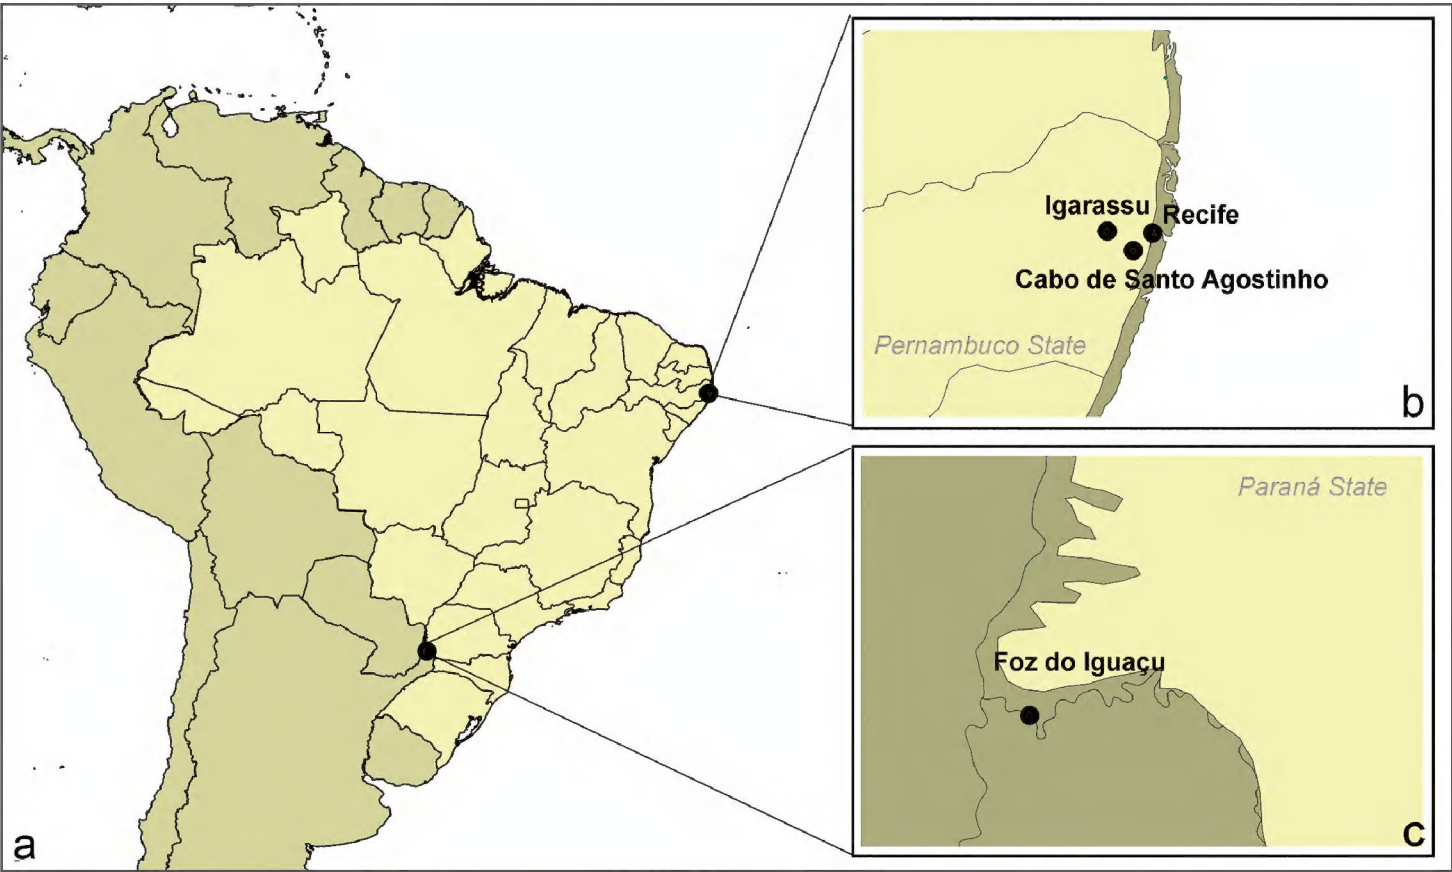 Igarassu
Recife
Cabo de Santo Agostinho
Pernambuco State
b
Paraná State
Foz do Iguaçu
c
a